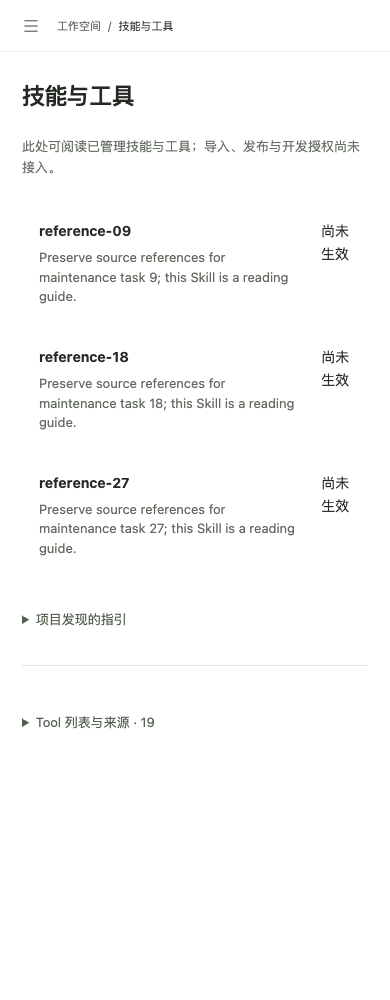 工作空间 / 技能与工具
技能与工具
此处可阅读已管理技能与工具；导入、发布与开发授权尚未
接入。
reference-09
尚未
生效
Preserve source references for
maintenance task 9; this Skill is a reading
guide.
reference-18
尚未
生效
Preserve source references for
maintenance task 18; this Skill is a reading
guide.
reference-27
尚未
生效
Preserve source references for
maintenance task 27; this Skill is a reading
guide.
项目发现的指引
Tool 列表与来源 · 19